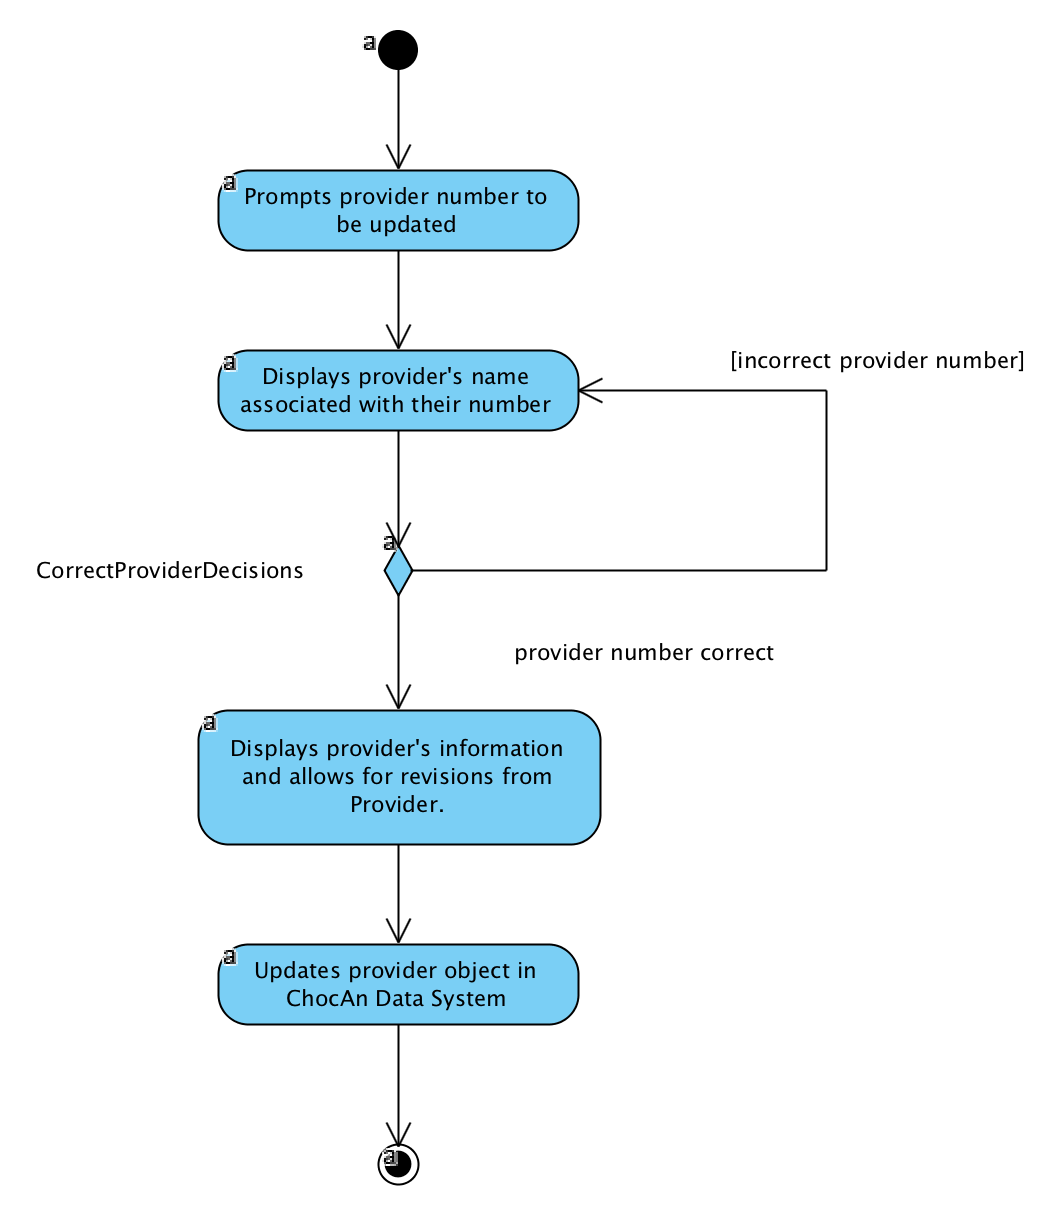 a
a
Prompts provider number to
be updated
a
Displays provider's name
associated with their number
[incorrect provider number]
a
CorrectProviderDecisions
provider number correct
a
Displays provider's information
and allows for revisions from
Provider.
a
Updates provider object in
ChocAn Data System
a